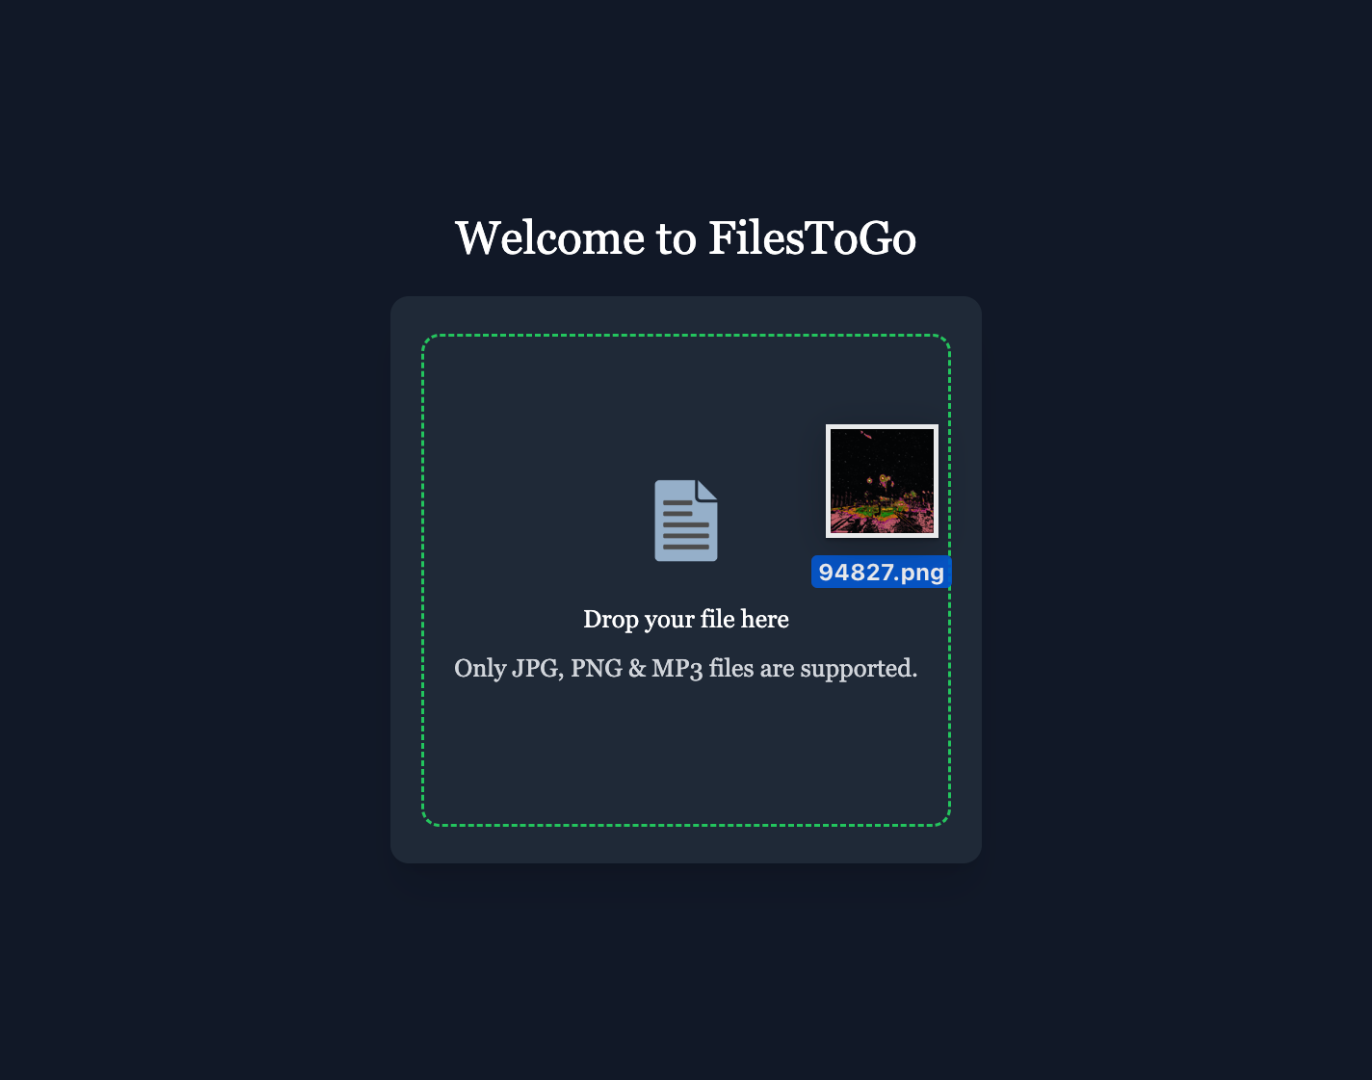 Welcome to FilesToGo
94827.png
Drop your file here
Only JPG, PNG & MP3 files are supported.